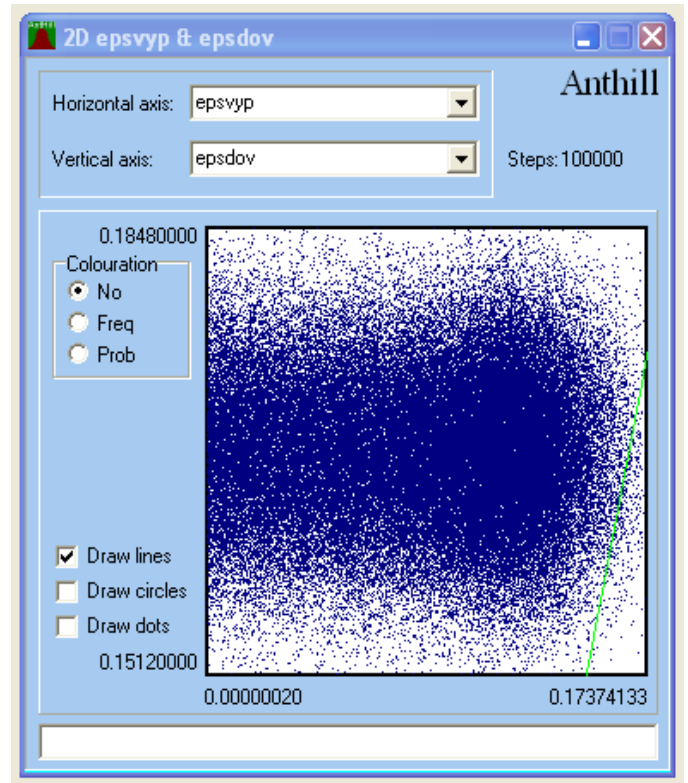 2D epsvyp & epsdov
Anthill
Horizontal axis: epsvyp
Vertical axis: epsdov
Steps: 100000
0.18480000
Colouration
No
Freq
Prob
Draw lines
Draw circles
Draw dots
0.15120000
0.00000020 0.17374133